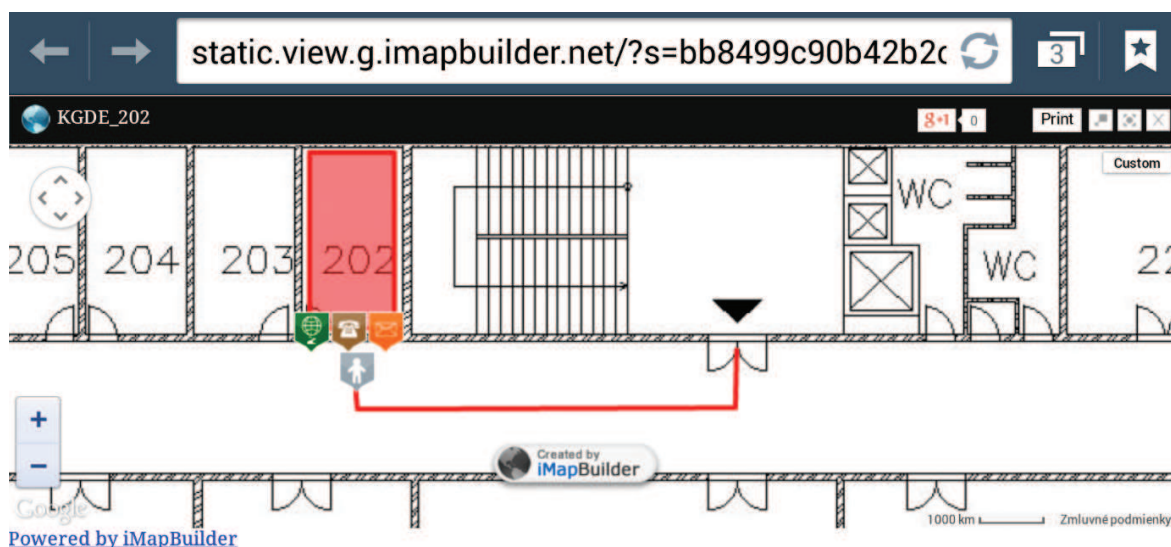 static.view.g.imapbuilder.net/?s=bb8499c90b42b2c
3
KGDE_202
g+1
0
Print
Custom
205
204
203
202
WC
WC
22
+
−
Created by
iMapBuilder
Google
1000 km
Zmluvné podmienky
Powered by iMapBuilder